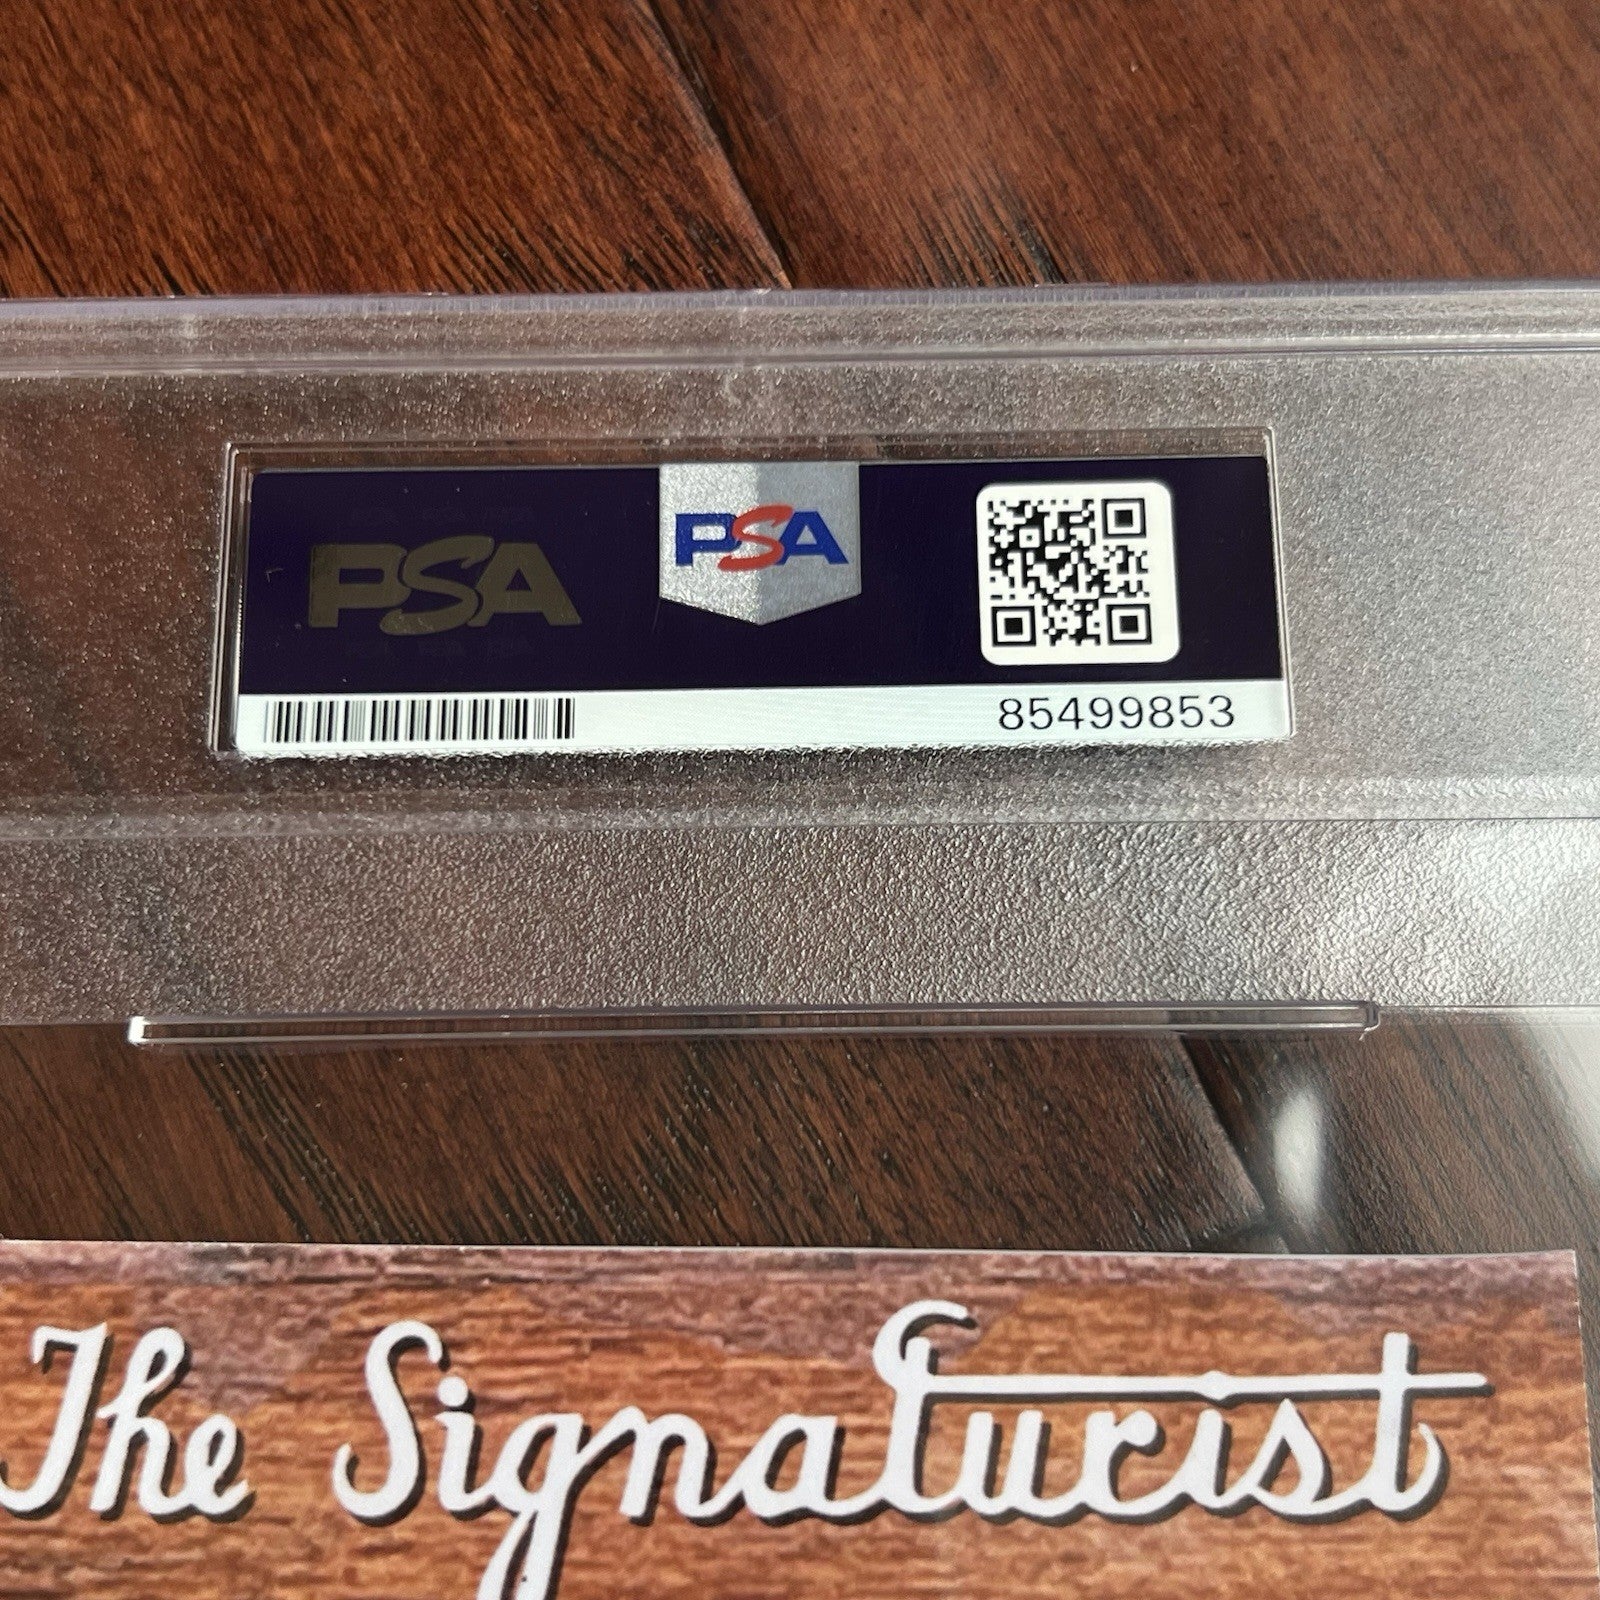 PSA
PSA
85499853
The Signaturist